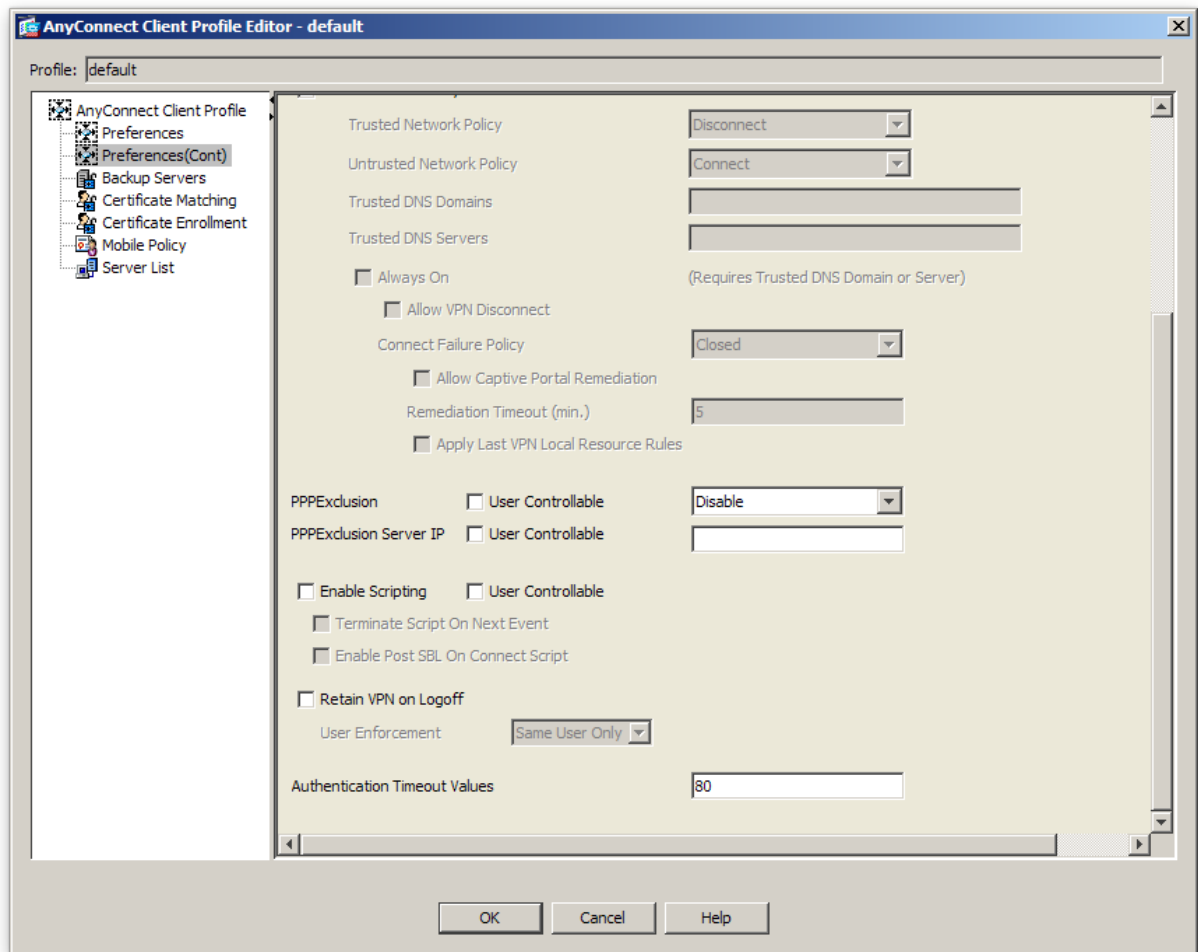 AnyConnect Client Profile Editor - default
Profile: default
AnyConnect Client Profile
Preferences
Preferences(Cont)
Backup Servers
Certificate Matching
Certificate Enrollment
Mobile Policy
Server List
Trusted Network Policy Disconnect
Untrusted Network Policy Connect
Trusted DNS Domains
Trusted DNS Servers
Always On (Requires Trusted DNS Domain or Server)
Allow VPN Disconnect
Connect Failure Policy Closed
Allow Captive Portal Remediation
Remediation Timeout (min.) 5
Apply Last VPN Local Resource Rules
PPPExclusion User Controllable Disable
PPPExclusion Server IP User Controllable
Enable Scripting User Controllable
Terminate Script On Next Event
Enable Post SBL On Connect Script
Retain VPN on Logoff
User Enforcement Same User Only
Authentication Timeout Values 80
OK Cancel Help